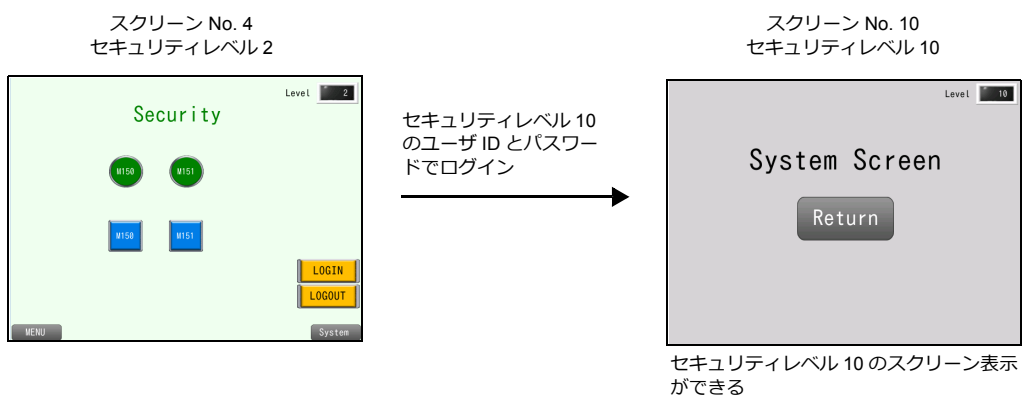 スクリーン No. 4
セキュリティレベル 2
Level 2
Security
M150 M151
M150 M151
LOGIN
LOGOUT
MENU System
セキュリティレベル 10
のユーザ ID とパスワー
ドでログイン
スクリーン No. 10
セキュリティレベル 10
Level 10
System Screen
Return
セキュリティレベル 10 のスクリーン表示
ができる